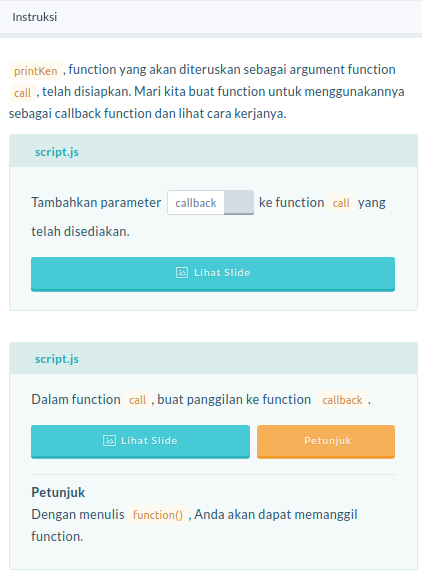 Instruksi
printKen , function yang akan diteruskan sebagai argument function
call , telah disiapkan. Mari kita buat function untuk menggunakannya
sebagai callback function dan lihat cara kerjanya.
script.js
Tambahkan parameter callback ke function call yang
telah disediakan.
Lihat Slide
script.js
Dalam function call , buat panggilan ke function callback .
Lihat Slide Petunjuk
Petunjuk
Dengan menulis function() , Anda akan dapat memanggil
function.